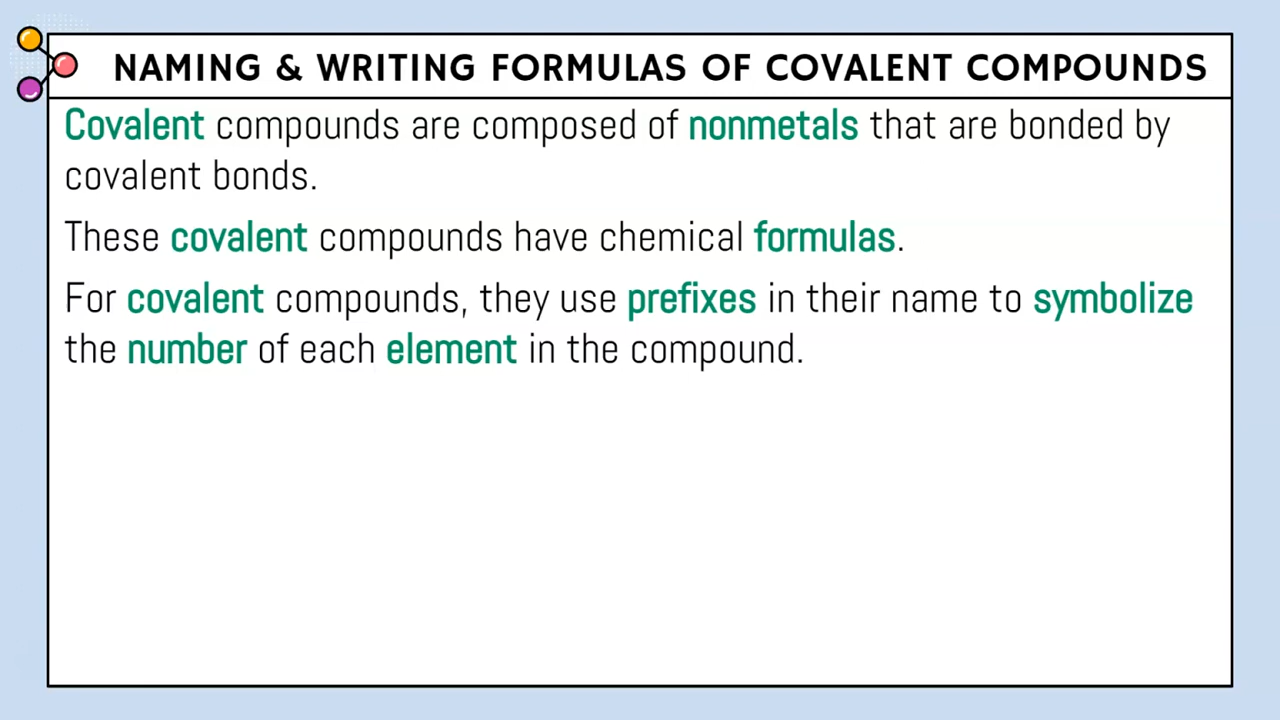 NAMING & WRITING FORMULAS OF COVALENT COMPOUNDS
Covalent compounds are composed of nonmetals that are bonded by
covalent bonds.
These covalent compounds have chemical formulas.
For covalent compounds, they use prefixes in their name to symbolize
the number of each element in the compound.